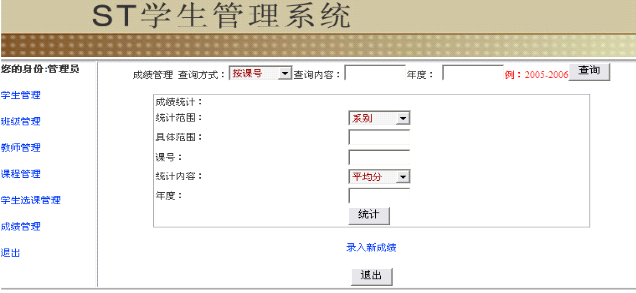 ST学生管理系统
您的身份:管理员
学生管理
班级管理
教师管理
课程管理
学生选课管理
成绩管理
退出
成绩管理 查询方式： 按课号 查询内容： 年度： 例：2005-2006 查询
成绩统计：
统计范围： 系别
具体范围：
课号：
统计内容： 平均分
年度：
统计
录入新成绩
退出